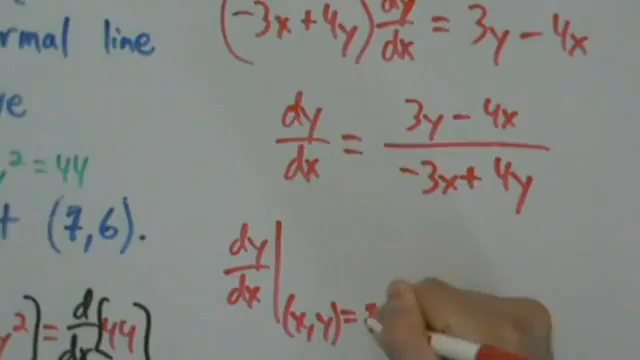 rmal line
(-3x+4y) dy/dx = 3y-4x
dy/dx = (3y-4x)/(-3x+4y)
² = 44
(7,6).
dy/dx |(x,y)=
y²] = d/dx [44]